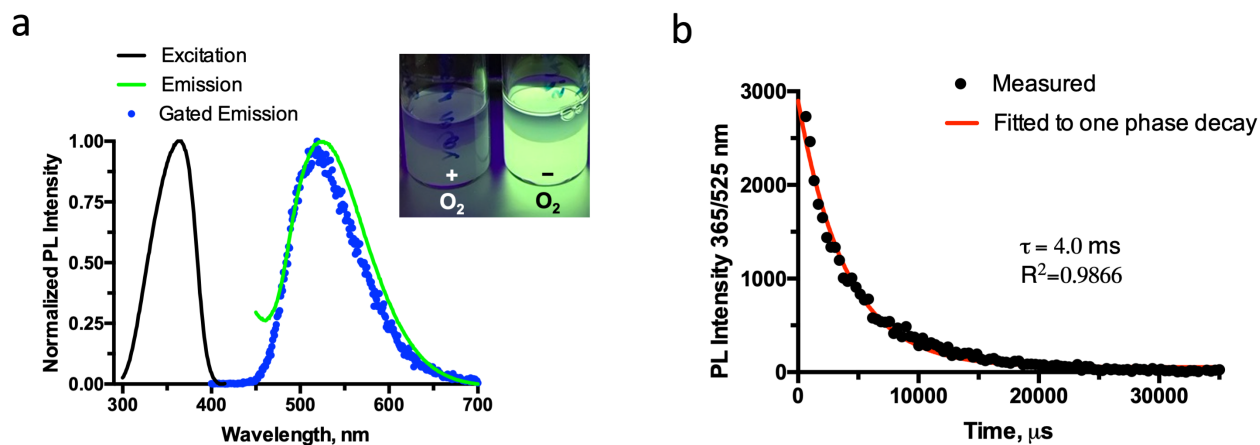 a
Excitation
Emission
Gated Emission
1.00
0.75
0.50
0.25
0.00
Normalized PL Intensity
300
400
500
600
700
Wavelength, nm
+
O₂
−
O₂
b
3000
2000
1000
0
PL Intensity 365/525 nm
Measured
Fitted to one phase decay
τ = 4.0 ms
R²=0.9866
0
10000
20000
30000
Time, μs